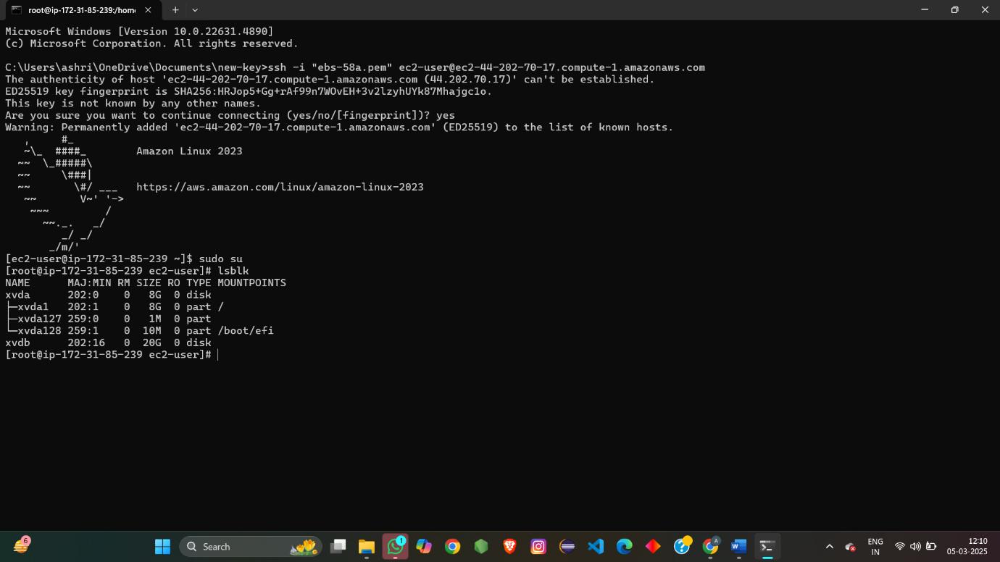 root@ip-172-31-85-239:/home
Microsoft Windows [Version 10.0.22631.4890]
(c) Microsoft Corporation. All rights reserved.
C:\Users\ashri\OneDrive\Documents\new-key>ssh -i "ebs-58a.pem" ec2-user@ec2-44-202-70-17.compute-1.amazonaws.com
The authenticity of host 'ec2-44-202-70-17.compute-1.amazonaws.com (44.202.70.17)' can't be established.
ED25519 key fingerprint is SHA256:HRJop5+Gg+rAf99n7WOvEH+3v2lzyhUYk87Mhajgc1o.
This key is not known by any other names.
Are you sure you want to continue connecting (yes/no/[fingerprint])? yes
Warning: Permanently added 'ec2-44-202-70-17.compute-1.amazonaws.com' (ED25519) to the list of known hosts.
   ,     #_
   ~\_  ####_        Amazon Linux 2023
  ~~  \_#####\
  ~~     \###|
  ~~       \#/ ___   https://aws.amazon.com/linux/amazon-linux-2023
   ~~       V~' '->
    ~~~         /
      ~~._.   _/
         _/ _/
       _/m/'
[ec2-user@ip-172-31-85-239 ~]$ sudo su
[root@ip-172-31-85-239 ec2-user]# lsblk
NAME      MAJ:MIN RM SIZE RO TYPE MOUNTPOINTS
xvda      202:0    0   8G  0 disk
├─xvda1   202:1    0   8G  0 part /
├─xvda127 259:0    0   1M  0 part
└─xvda128 259:1    0  10M  0 part /boot/efi
xvdb      202:16   0  20G  0 disk
[root@ip-172-31-85-239 ec2-user]#
6
Search
1
A
ENG
IN
12:10
05-03-2025